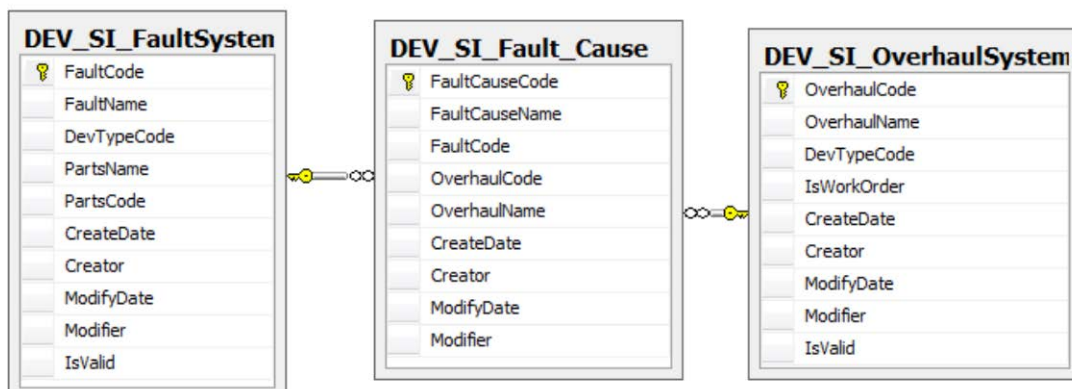 DEV_SI_FaultSystem
FaultCode
FaultName
DevTypeCode
PartsName
PartsCode
CreateDate
Creator
ModifyDate
Modifier
IsValid
DEV_SI_Fault_Cause
FaultCauseCode
FaultCauseName
FaultCode
OverhaulCode
OverhaulName
CreateDate
Creator
ModifyDate
Modifier
DEV_SI_OverhaulSystem
OverhaulCode
OverhaulName
DevTypeCode
IsWorkOrder
CreateDate
Creator
ModifyDate
Modifier
IsValid